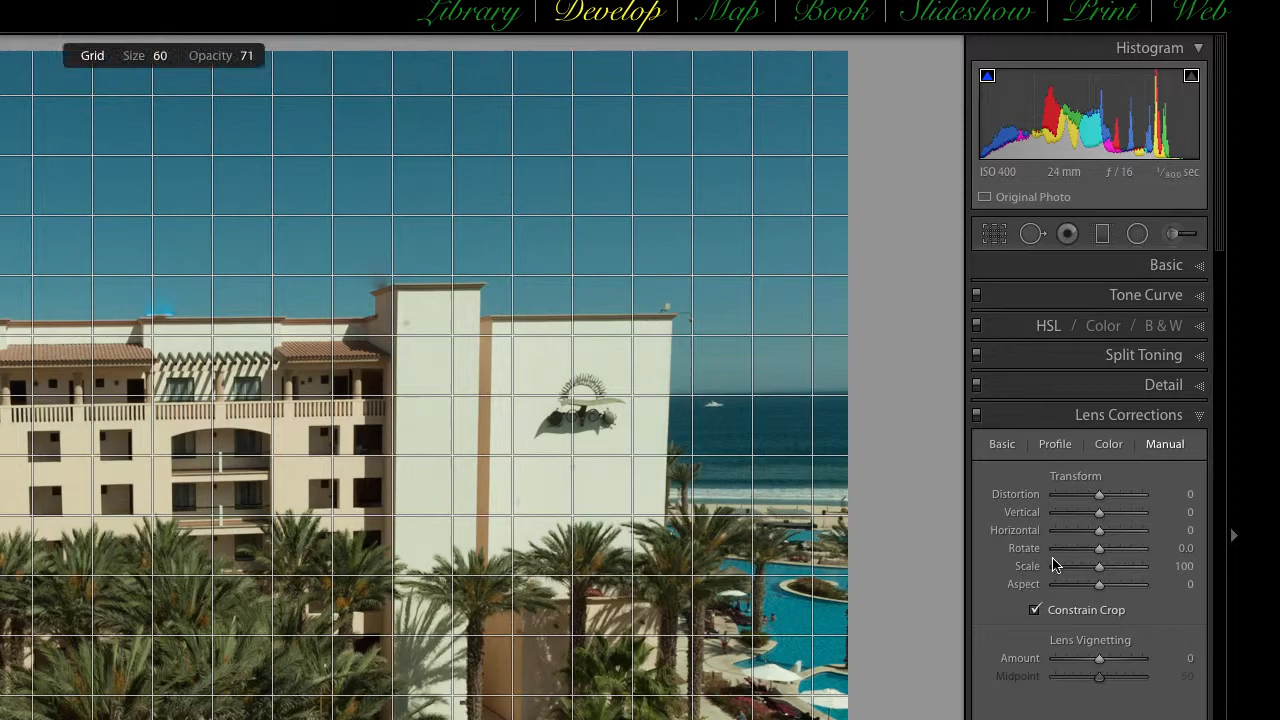 Library | Develop | Map | Book | Slideshow | Print | Web
Grid Size 60 Opacity 71
Histogram
ISO 400 24 mm ƒ / 16 1/800 sec
Original Photo
Basic
Tone Curve
HSL / Color / B & W
Split Toning
Detail
Lens Corrections
Basic Profile Color Manual
Transform
Distortion 0
Vertical 0
Horizontal 0
Rotate 0.0
Scale 100
Aspect 0
Constrain Crop
Lens Vignetting
Amount 0
Midpoint 50